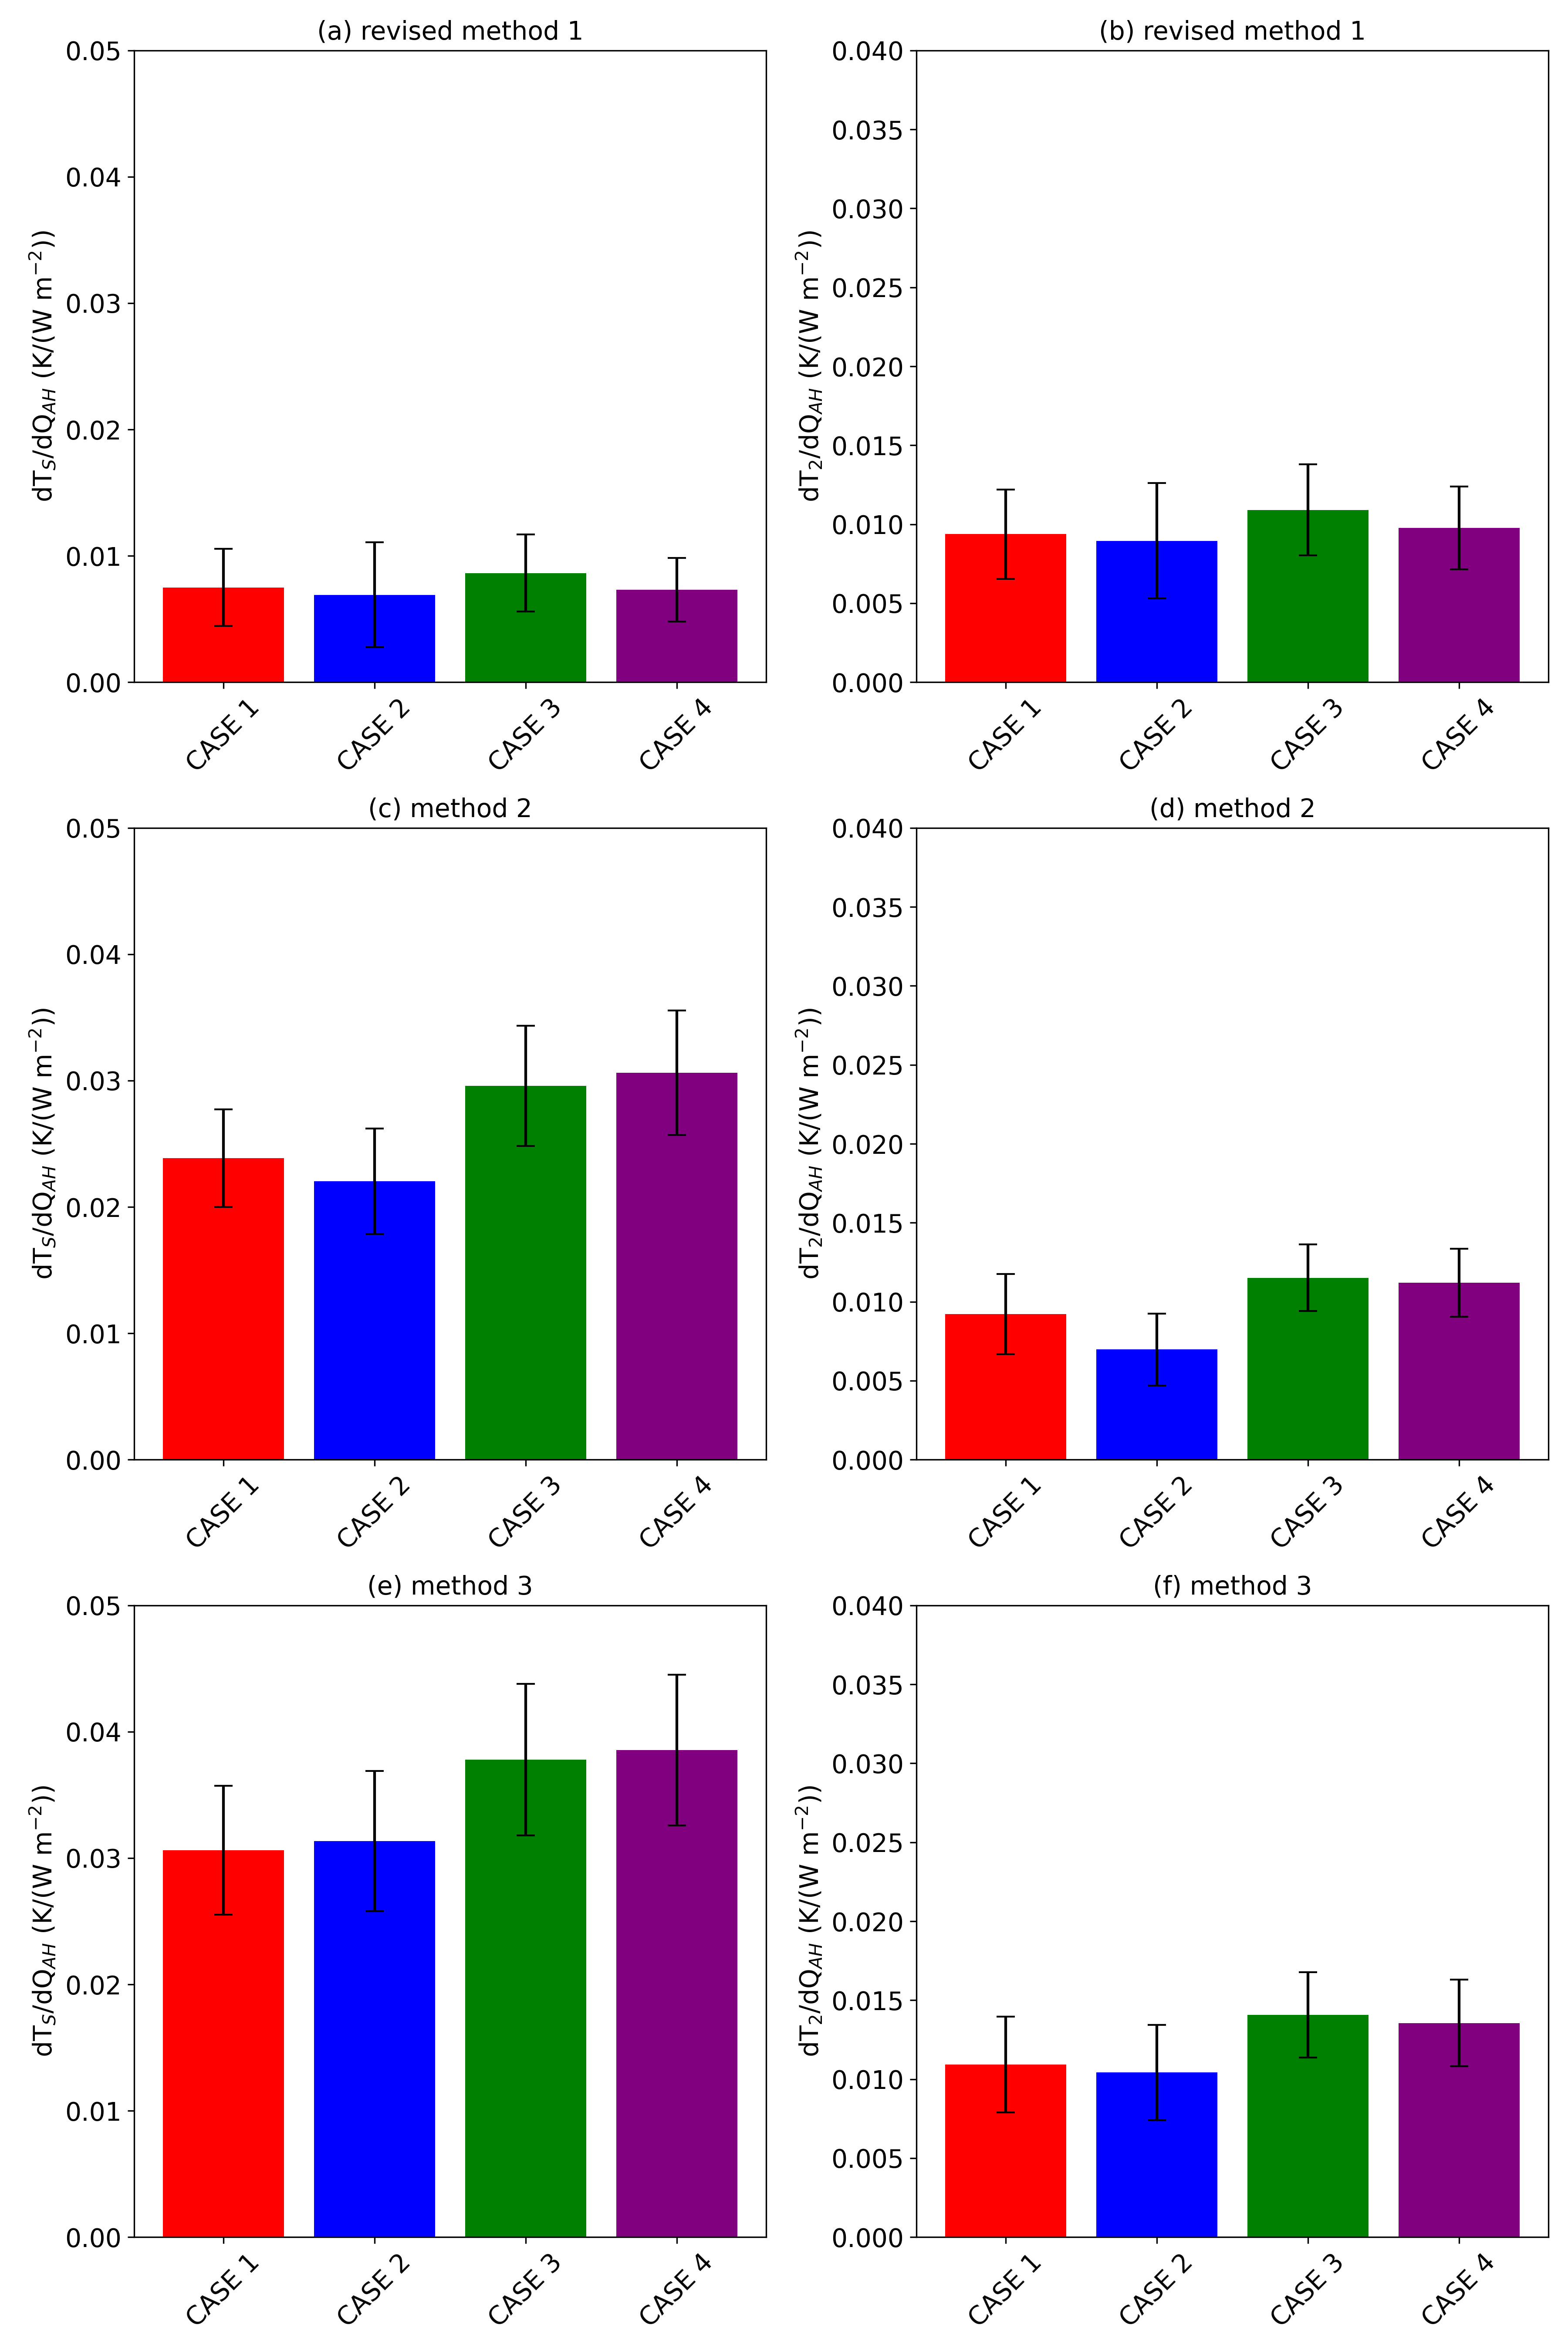 (a) revised method 1
0.05
0.04
0.03
0.02
0.01
0.00
dT_S/dQ_AH (K/(W m^−2))
CASE 1
CASE 2
CASE 3
CASE 4
(b) revised method 1
0.040
0.035
0.030
0.025
0.020
0.015
0.010
0.005
0.000
dT_2/dQ_AH (K/(W m^−2))
CASE 1
CASE 2
CASE 3
CASE 4
(c) method 2
0.05
0.04
0.03
0.02
0.01
0.00
dT_S/dQ_AH (K/(W m^−2))
CASE 1
CASE 2
CASE 3
CASE 4
(d) method 2
0.040
0.035
0.030
0.025
0.020
0.015
0.010
0.005
0.000
dT_2/dQ_AH (K/(W m^−2))
CASE 1
CASE 2
CASE 3
CASE 4
(e) method 3
0.05
0.04
0.03
0.02
0.01
0.00
dT_S/dQ_AH (K/(W m^−2))
CASE 1
CASE 2
CASE 3
CASE 4
(f) method 3
0.040
0.035
0.030
0.025
0.020
0.015
0.010
0.005
0.000
dT_2/dQ_AH (K/(W m^−2))
CASE 1
CASE 2
CASE 3
CASE 4